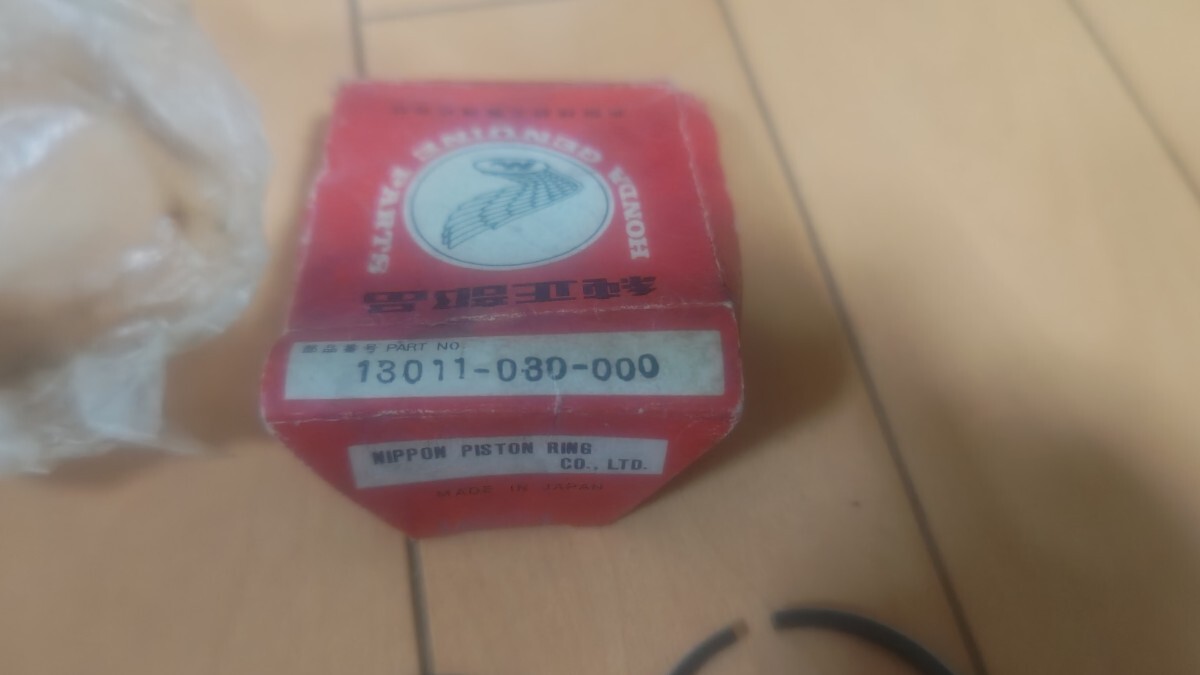 HONDA GENUINE PARTS
純正部品
部品番号 PART NO.
13011-030-000
NIPPON PISTON RING
CO., LTD.
MADE IN JAPAN